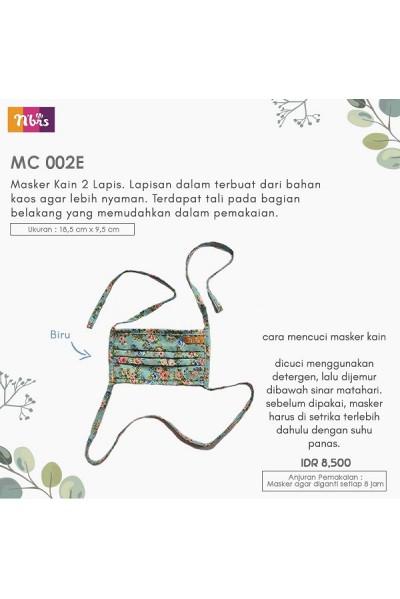 n'brs
MC 002E
Masker Kain 2 Lapis. Lapisan dalam terbuat dari bahan
kaos agar lebih nyaman. Terdapat tali pada bagian
belakang yang memudahkan dalam pemakaian.
Ukuran : 18,5 cm x 9,5 cm
Biru
cara mencuci masker kain
dicuci menggunakan
detergen, lalu dijemur
dibawah sinar matahari.
sebelum dipakai, masker
harus di setrika terlebih
dahulu dengan suhu
panas.
IDR 8,500
Anjuran Pemakaian :
Masker agar diganti setiap 8 jam